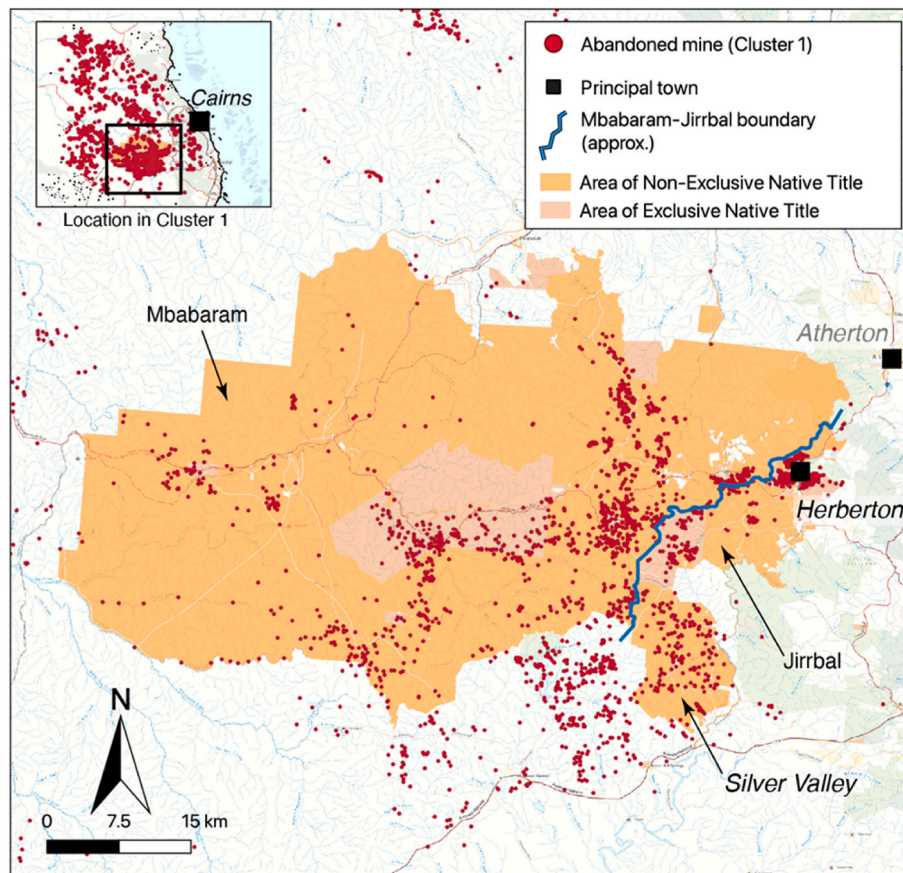 Cairns
Location in Cluster 1
Abandoned mine (Cluster 1)
Principal town
Mbabaram-Jirrbal boundary
(approx.)
Area of Non-Exclusive Native Title
Area of Exclusive Native Title
Mbabaram
Atherton
Herberton
Jirrbal
Silver Valley
N
0 7.5 15 km